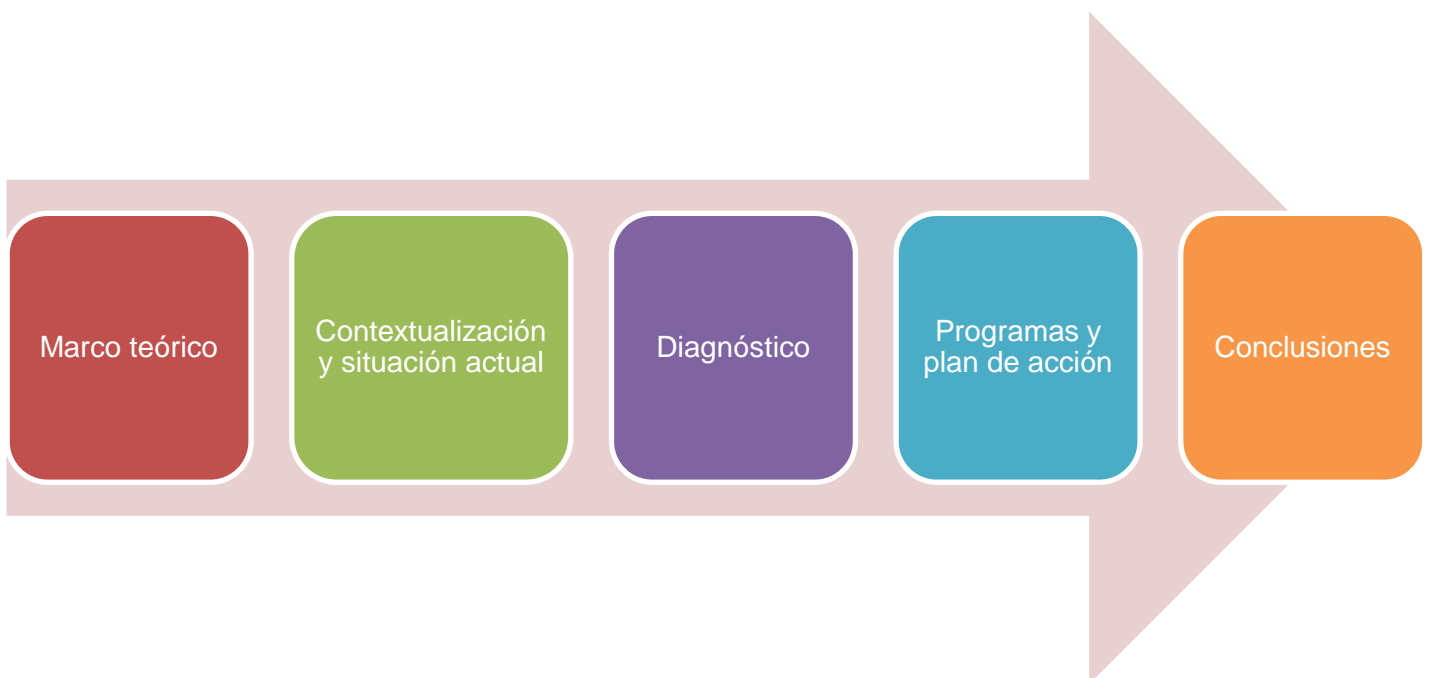 Marco teórico
Contextualización
y situación actual
Diagnóstico
Programas y
plan de acción
Conclusiones